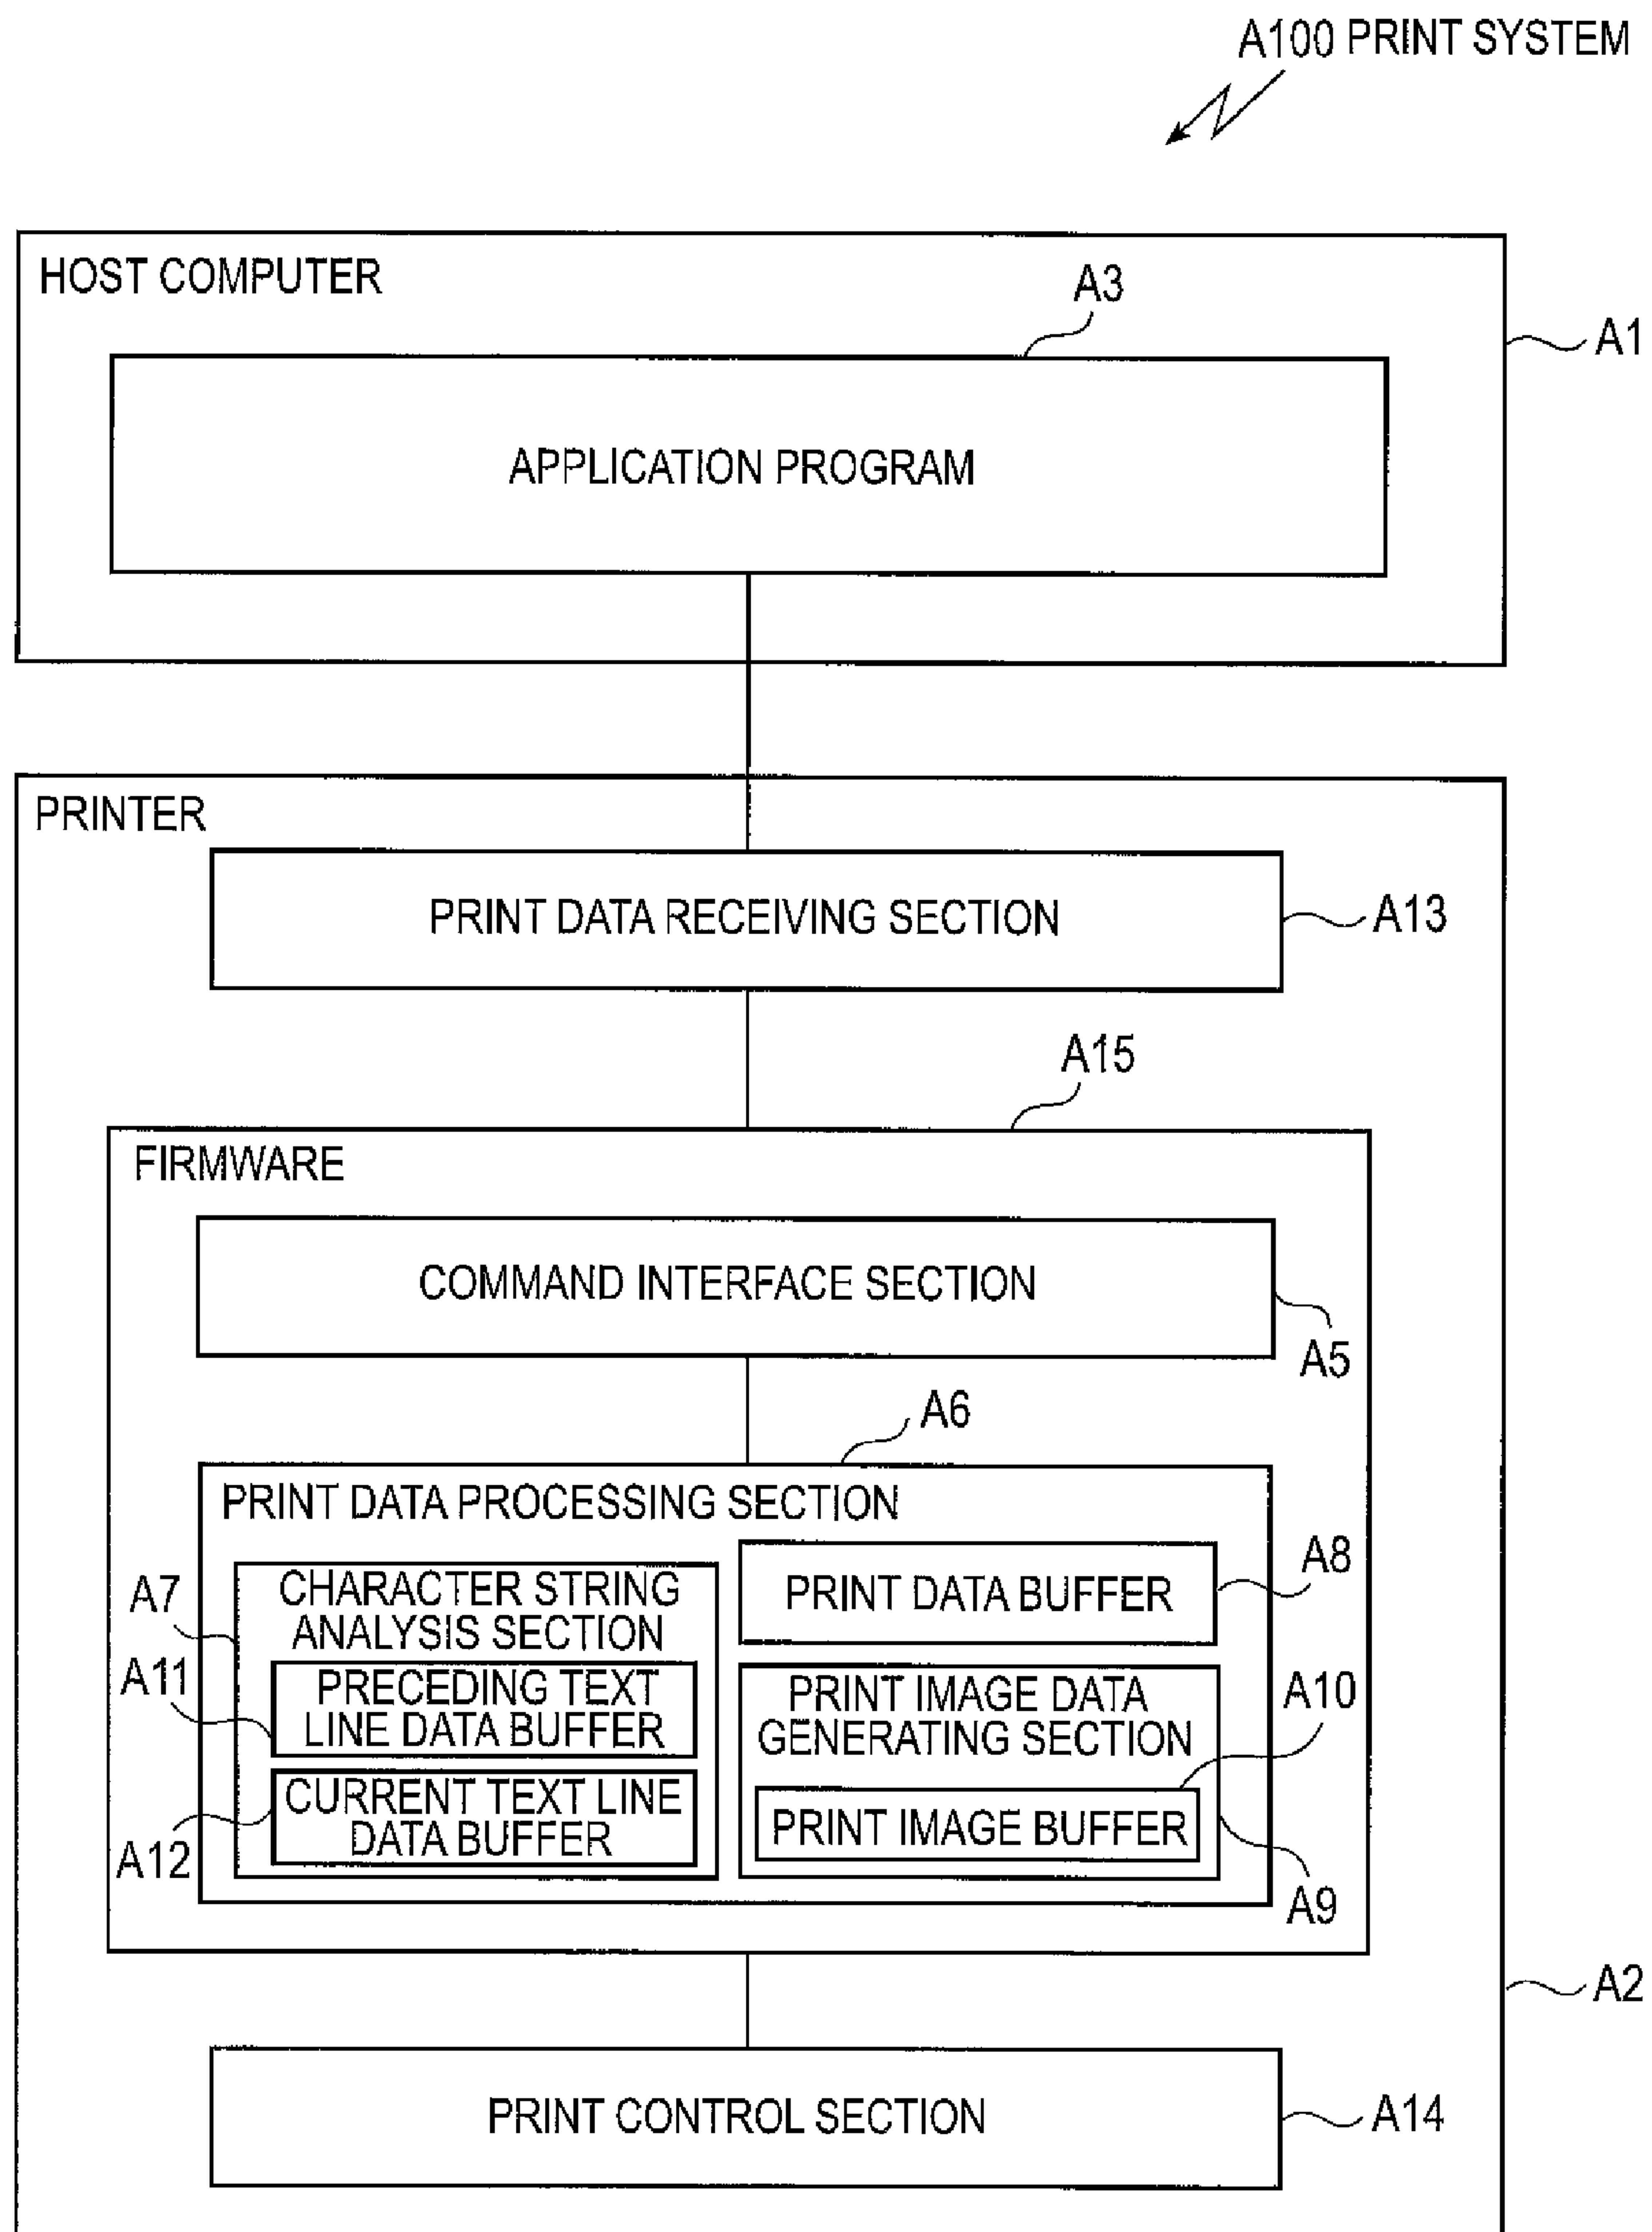 A100 PRINT SYSTEM
HOST COMPUTER
A3
A1
APPLICATION PROGRAM
PRINTER
PRINT DATA RECEIVING SECTION
A13
A15
FIRMWARE
COMMAND INTERFACE SECTION
A5
A6
PRINT DATA PROCESSING SECTION
A7
CHARACTER STRING
ANALYSIS SECTION
A11
PRECEDING TEXT
LINE DATA BUFFER
A12
CURRENT TEXT LINE
DATA BUFFER
PRINT DATA BUFFER
A8
PRINT IMAGE DATA
GENERATING SECTION
A10
PRINT IMAGE BUFFER
A9
A2
PRINT CONTROL SECTION
A14